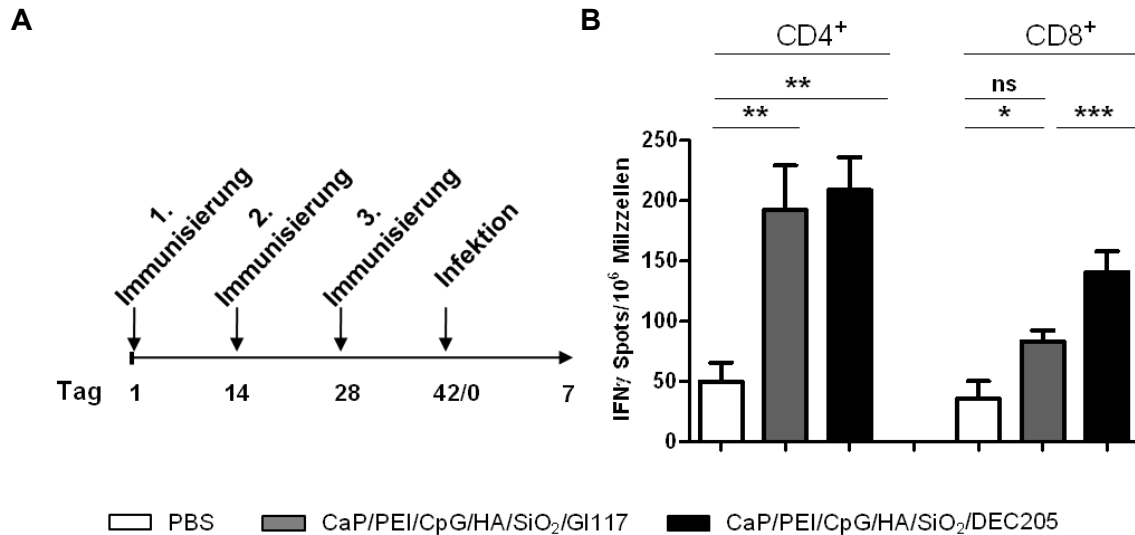 A
1.
Immunisierung
2.
Immunisierung
3.
Immunisierung
Infektion
Tag 1 14 28 42/0 7
B
CD4⁺ CD8⁺
** ns
** * ***
IFNγ Spots/10⁶ Milzzellen
250
200
150
100
50
0
PBS CaP/PEI/CpG/HA/SiO₂/GI117 CaP/PEI/CpG/HA/SiO₂/DEC205